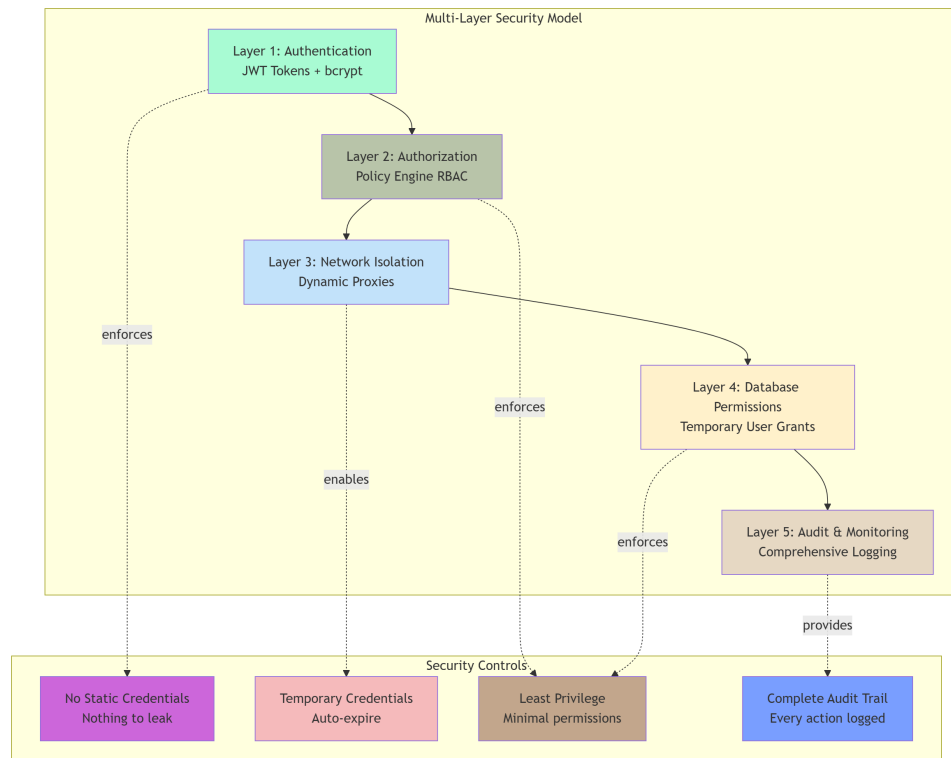 Multi-Layer Security Model
Layer 1: Authentication
JWT Tokens + bcrypt
Layer 2: Authorization
Policy Engine RBAC
Layer 3: Network Isolation
Dynamic Proxies
enforces
Layer 4: Database
Permissions
Temporary User Grants
enforces
enables
Layer 5: Audit & Monitoring
Comprehensive Logging
enforces
provides
Security Controls
No Static Credentials
Nothing to leak
Temporary Credentials
Auto-expire
Least Privilege
Minimal permissions
Complete Audit Trail
Every action logged